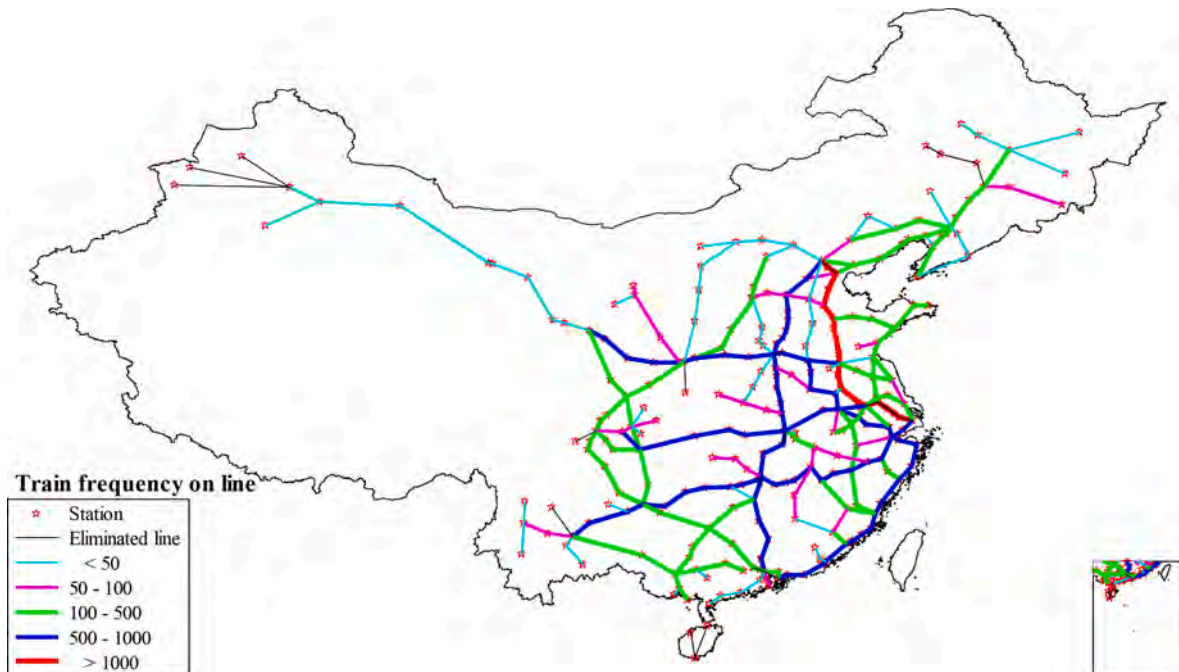 Train frequency on line
Station
Eliminated line
< 50
50 - 100
100 - 500
500 - 1000
> 1000